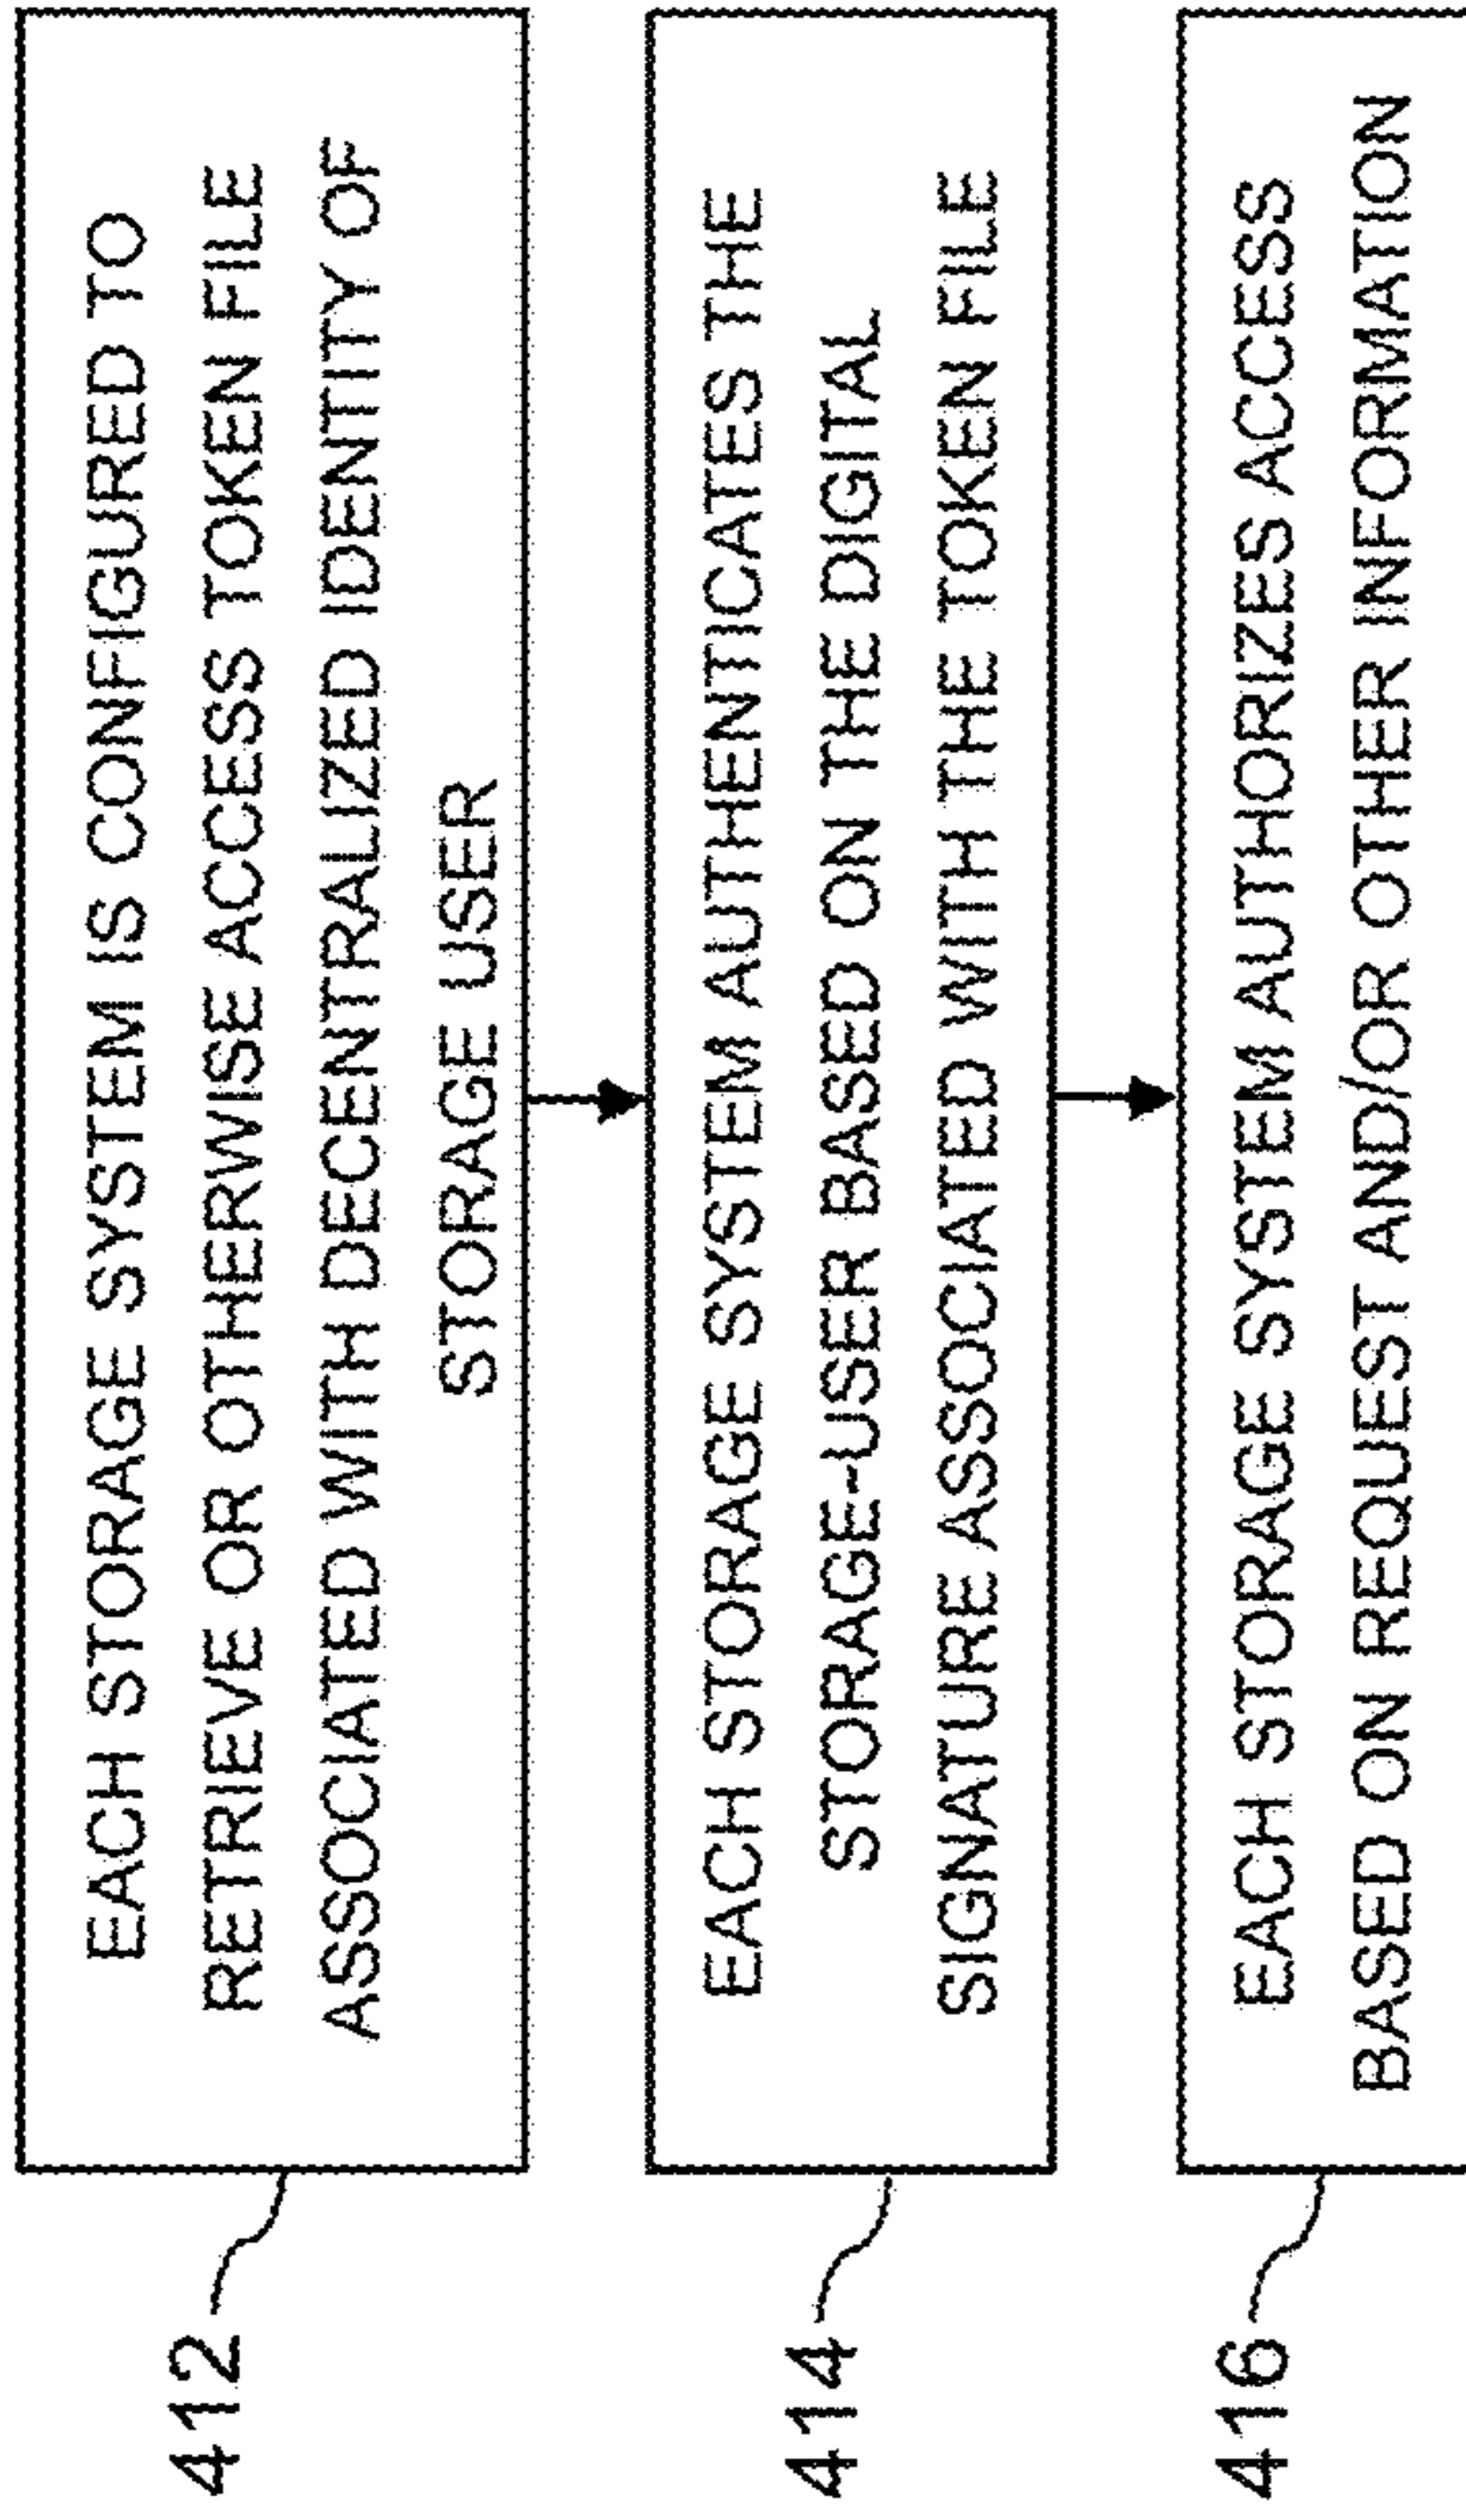 412
EACH STORAGE SYSTEM IS CONFIGURED TO
RETRIEVE OR OTHERWISE ACCESS TOKEN FILE
ASSOCIATED WITH DECENTRALIZED IDENTITY OF
STORAGE USER
414
EACH STORAGE SYSTEM AUTHENTICATES THE
STORAGE-USER BASED ON THE DIGITAL
SIGNATURE ASSOCIATED WITH THE TOKEN FILE
416
EACH STORAGE SYSTEM AUTHORIZES ACCESS
BASED ON REQUEST AND/OR OTHER INFORMATION